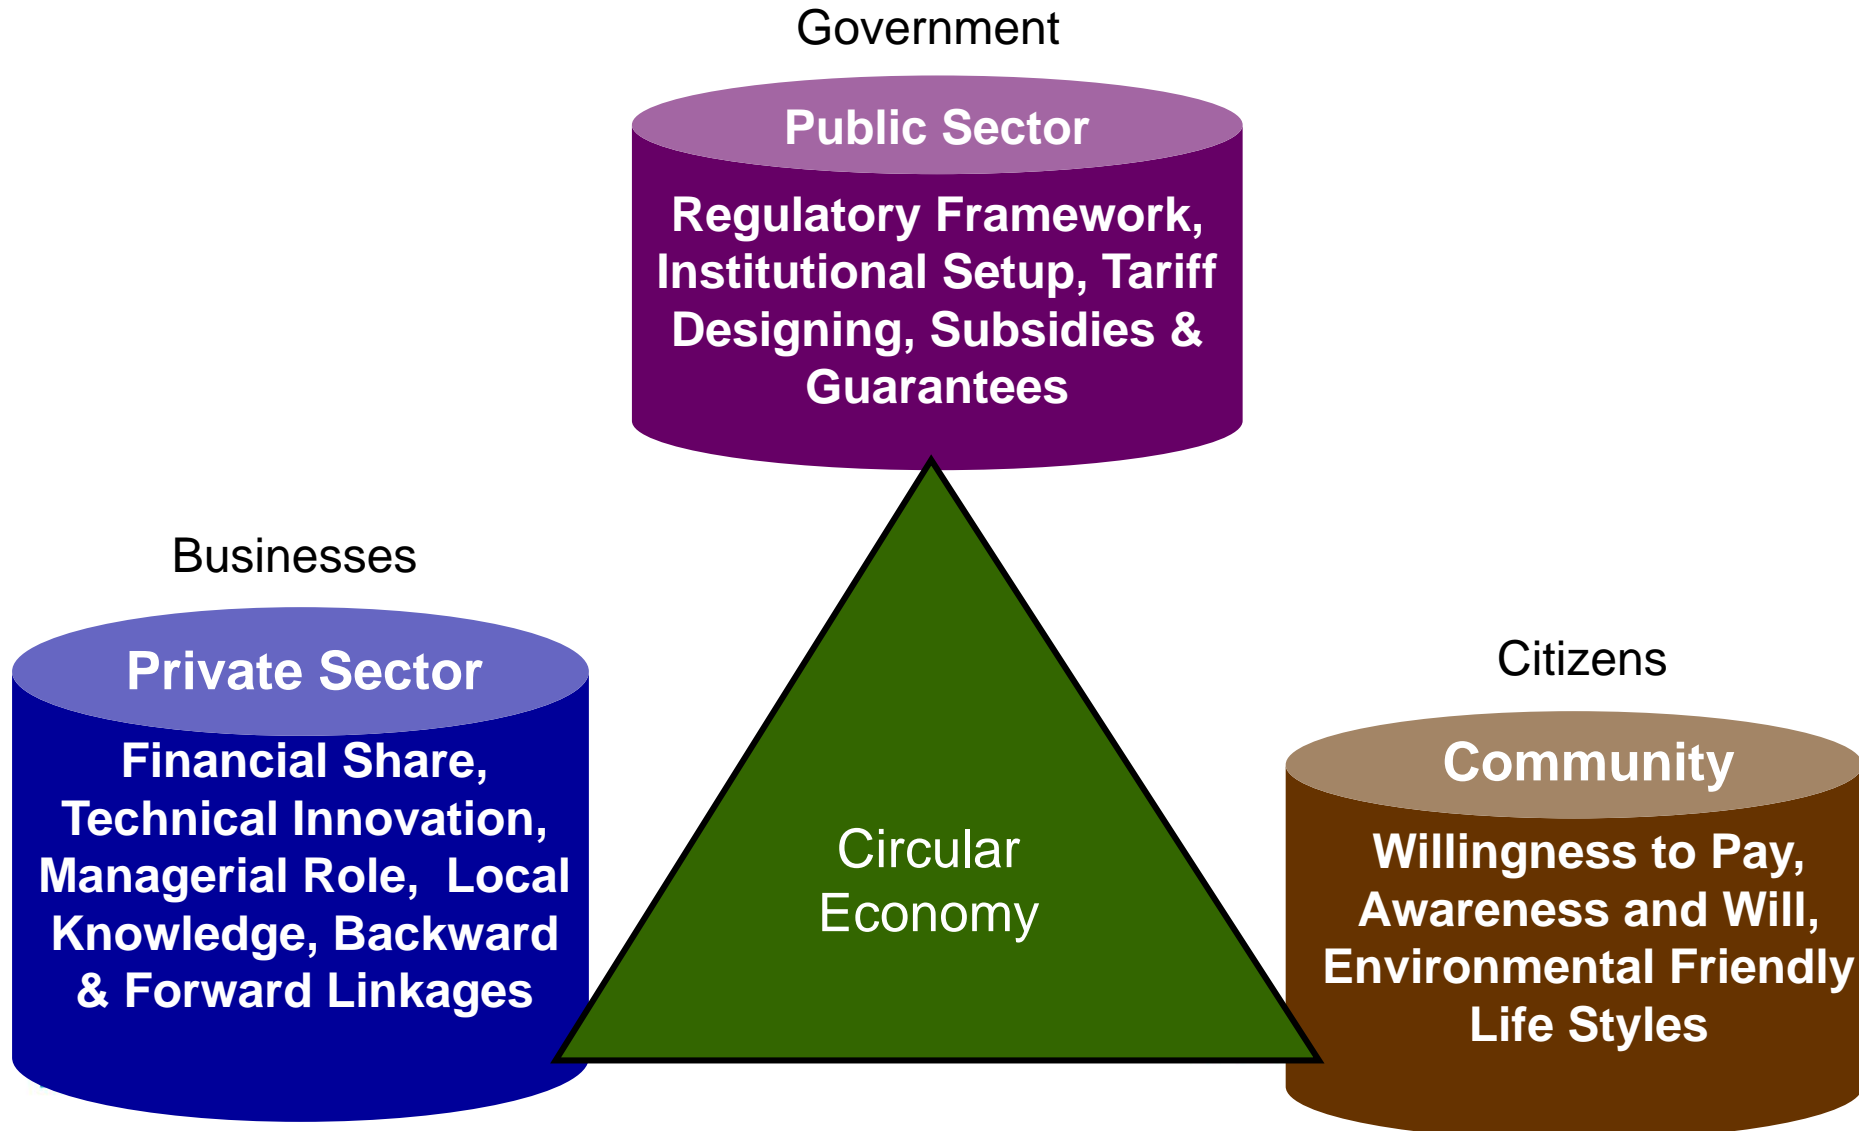 Government
Public Sector
Regulatory Framework,
Institutional Setup, Tariff
Designing, Subsidies &
Guarantees
Businesses
Private Sector
Financial Share,
Technical Innovation,
Managerial Role,  Local
Knowledge, Backward
& Forward Linkages
Circular
Economy
Citizens
Community
Willingness to Pay,
Awareness and Will,
Environmental Friendly
Life Styles